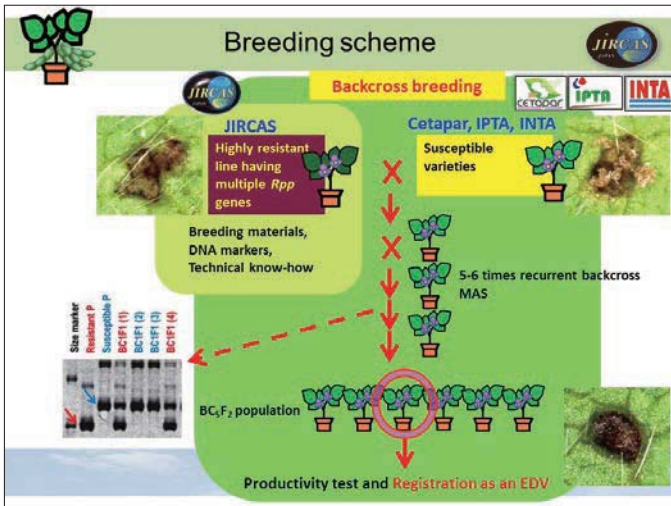 Breeding scheme
JIRCAS
JIRCAS
Backcross breeding
CETAPAR
IPTA
INTA
JIRCAS
Highly resistant
line having
multiple Rpp
genes
Breeding materials,
DNA markers,
Technical know-how
Cetapar, IPTA, INTA
Susceptible
varieties
X
X
5-6 times recurrent backcross
MAS
Size marker
Resistant P
Susceptible P
BC1F1 (1)
BC1F1 (2)
BC1F1 (3)
BC1F1 (4)
BC₅F₂ population
Productivity test and Registration as an EDV